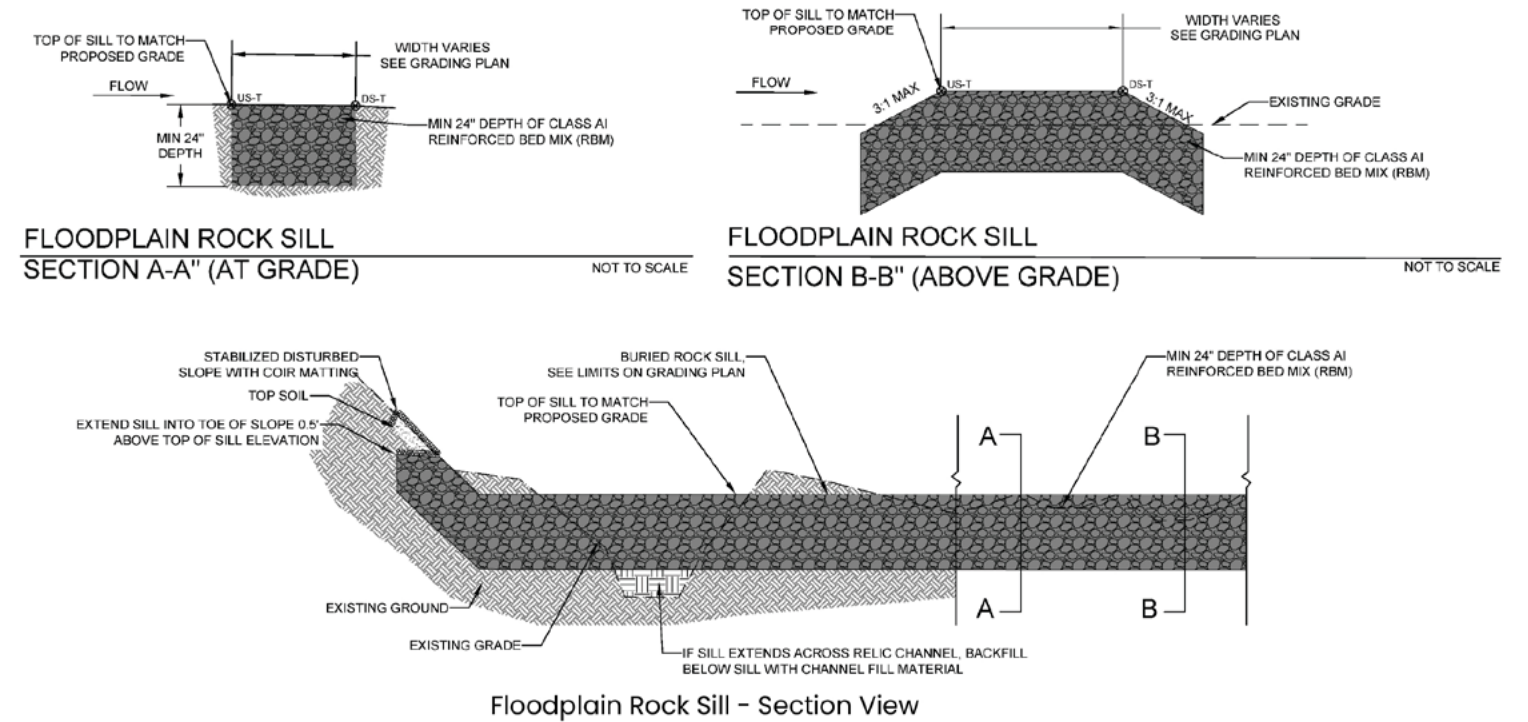 TOP OF SILL TO MATCH
PROPOSED GRADE
WIDTH VARIES
SEE GRADING PLAN
FLOW
US-T
DS-T
MIN 24" DEPTH OF CLASS AI
REINFORCED BED MIX (RBM)
MIN 24"
DEPTH
FLOODPLAIN ROCK SILL
SECTION A-A" (AT GRADE)
NOT TO SCALE
TOP OF SILL TO MATCH
PROPOSED GRADE
WIDTH VARIES
SEE GRADING PLAN
FLOW
US-T
DS-T
3:1 MAX
3:1 MAX
EXISTING GRADE
MIN 24" DEPTH OF CLASS AI
REINFORCED BED MIX (RBM)
FLOODPLAIN ROCK SILL
SECTION B-B" (ABOVE GRADE)
NOT TO SCALE
STABILIZED DISTURBED
SLOPE WITH COIR MATTING
TOP SOIL
EXTEND SILL INTO TOE OF SLOPE 0.5'
ABOVE TOP OF SILL ELEVATION
BURIED ROCK SILL,
SEE LIMITS ON GRADING PLAN
TOP OF SILL TO MATCH
PROPOSED GRADE
MIN 24" DEPTH OF CLASS AI
REINFORCED BED MIX (RBM)
A
B
EXISTING GROUND
EXISTING GRADE
A
B
IF SILL EXTENDS ACROSS RELIC CHANNEL, BACKFILL
BELOW SILL WITH CHANNEL FILL MATERIAL
Floodplain Rock Sill - Section View